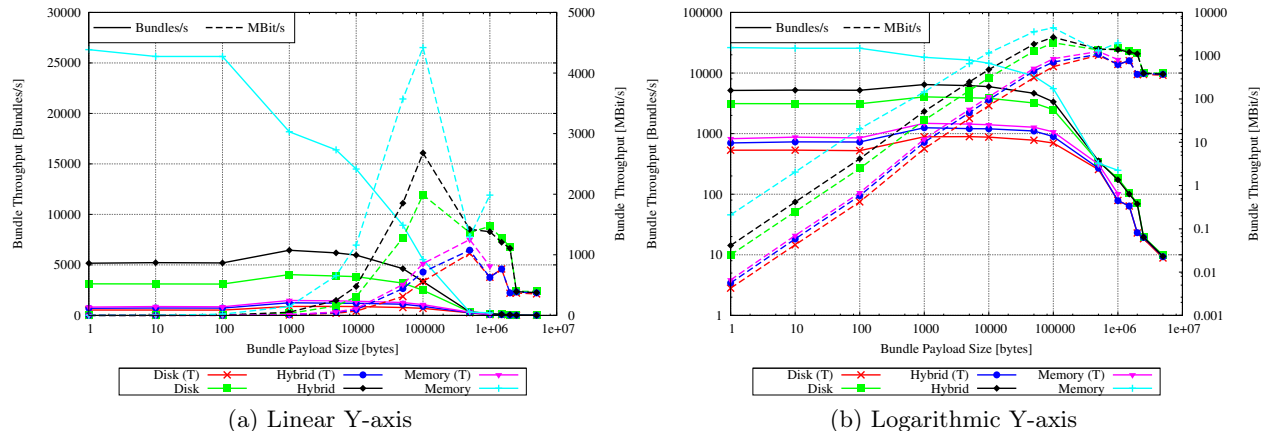 Bundles/s MBit/s
30000
25000
20000
15000
10000
5000
0
Bundle Throughput [Bundles/s]
5000
4000
3000
2000
1000
0
Bundle Throughput [MBit/s]
1 10 100 1000 10000 100000 1e+06 1e+07
Bundle Payload Size [bytes]
Disk (T) Hybrid (T) Memory (T)
Disk Hybrid Memory
(a) Linear Y-axis
Bundles/s MBit/s
100000
10000
1000
100
10
1
Bundle Throughput [Bundles/s]
10000
1000
100
10
1
0.1
0.01
0.001
Bundle Throughput [MBit/s]
1 10 100 1000 10000 100000 1e+06 1e+07
Bundle Payload Size [bytes]
Disk (T) Hybrid (T) Memory (T)
Disk Hybrid Memory
(b) Logarithmic Y-axis